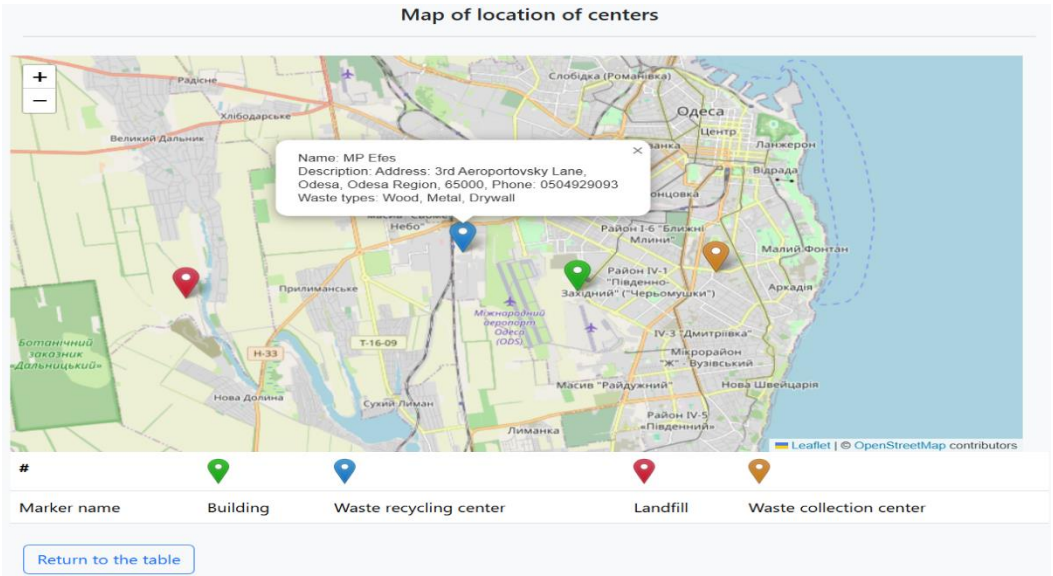 Map of location of centers
+
−
Радісне
Слобідка (Романівка)
Одеса
Хлібодарське
Центр
Великий Дальник
Ланжерон
Name: MP Efes
×
Description: Address: 3rd Aeroportovsky Lane,
Odesa, Odesa Region, 65000, Phone: 0504929093
Waste types: Wood, Metal, Drywall
Відрада
Небо"
Район І-6 "Ближні
Млини"
Малий Фонтан
Прилиманське
Район IV-1
"Південно-
Західний" ("Черьомушки")
Аркадія
Міжнародний
аеропорт
Одеса
(ODS)
Ботанічний
заказник
«Дальницький»
Н-33
Т-16-09
IV-3 "Дмитріївка"
Мікрорайон
"Ж" - Вузівський
Нова Долина
Сухий Лиман
Масив "Райдужний"
Нова Швейцарія
Лиманка
Район IV-5
«Південний»
Leaflet | © OpenStreetMap contributors
#
Marker name Building Waste recycling center Landfill Waste collection center
Return to the table